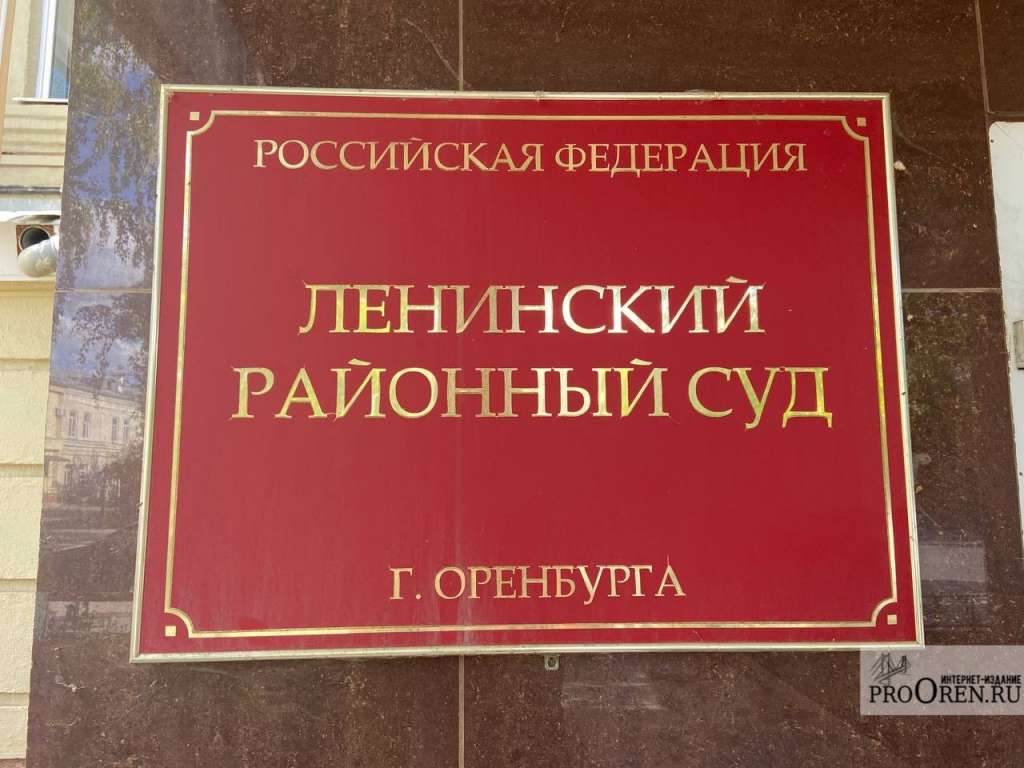 РОССИЙСКАЯ ФЕДЕРАЦИЯ
ЛЕНИНСКИЙ
РАЙОННЫЙ СУД
Г. ОРЕНБУРГА
ИНТЕРНЕТ-ИЗДАНИЕ
PROOREN.RU